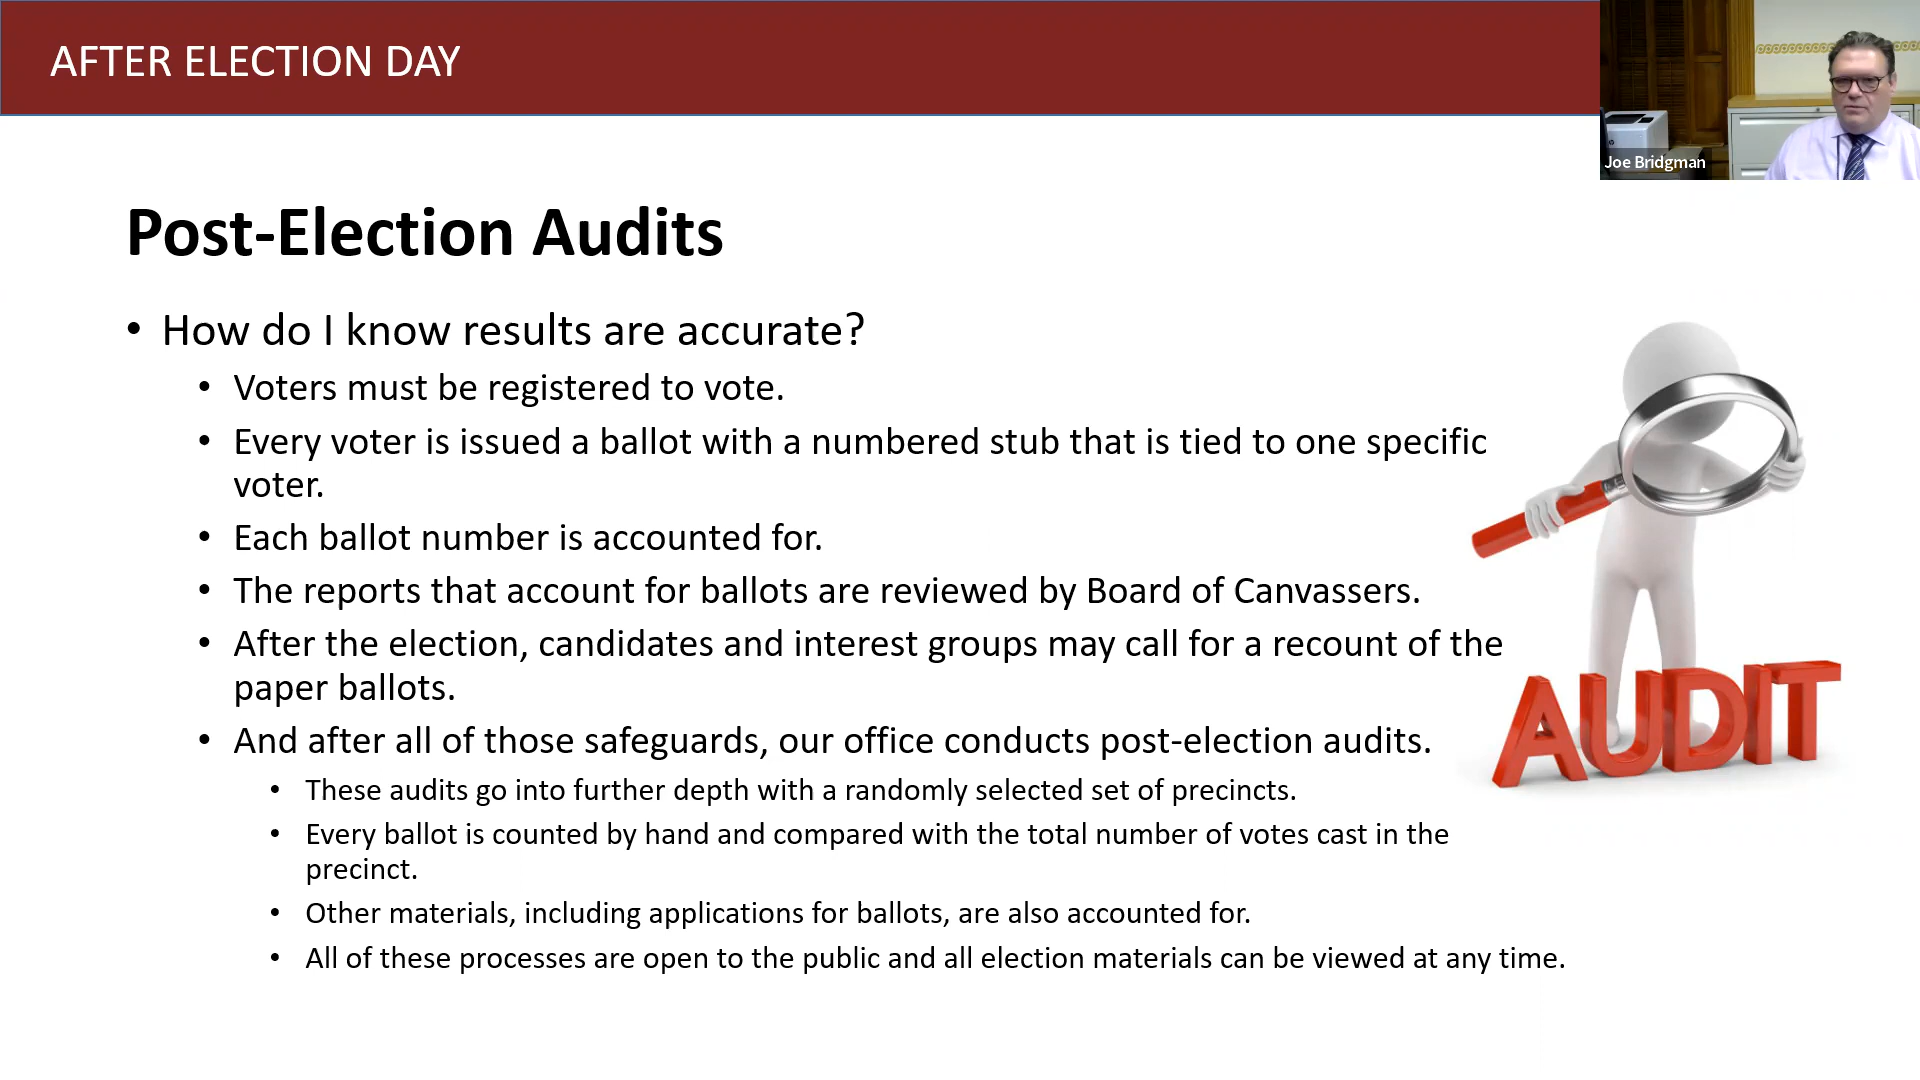 AFTER ELECTION DAY
Joe Bridgman
Post-Election Audits
• How do I know results are accurate?
• Voters must be registered to vote.
• Every voter is issued a ballot with a numbered stub that is tied to one specific
voter.
• Each ballot number is accounted for.
• The reports that account for ballots are reviewed by Board of Canvassers.
• After the election, candidates and interest groups may call for a recount of the
paper ballots.
• And after all of those safeguards, our office conducts post-election audits.
• These audits go into further depth with a randomly selected set of precincts.
• Every ballot is counted by hand and compared with the total number of votes cast in the
precinct.
• Other materials, including applications for ballots, are also accounted for.
• All of these processes are open to the public and all election materials can be viewed at any time.
AUDIT